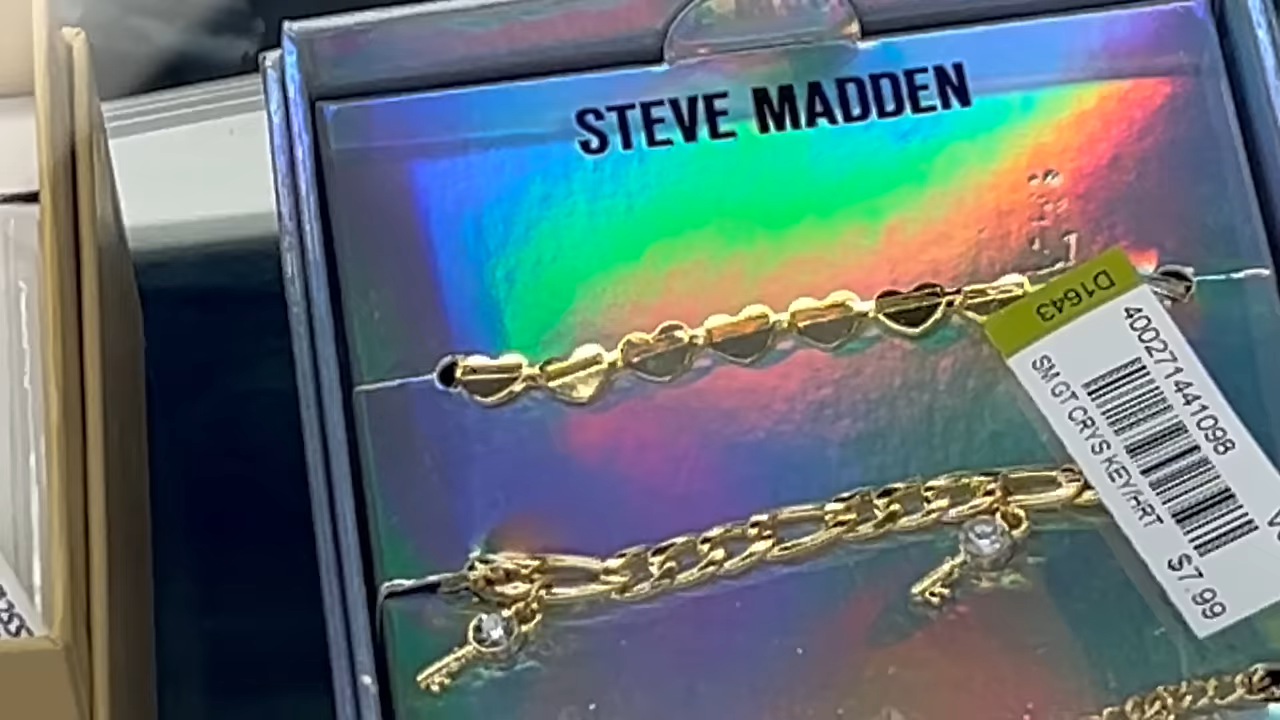 STEVE MADDEN
D1643
400271441098
SM GT CRYS KEY/HRT
$7.99